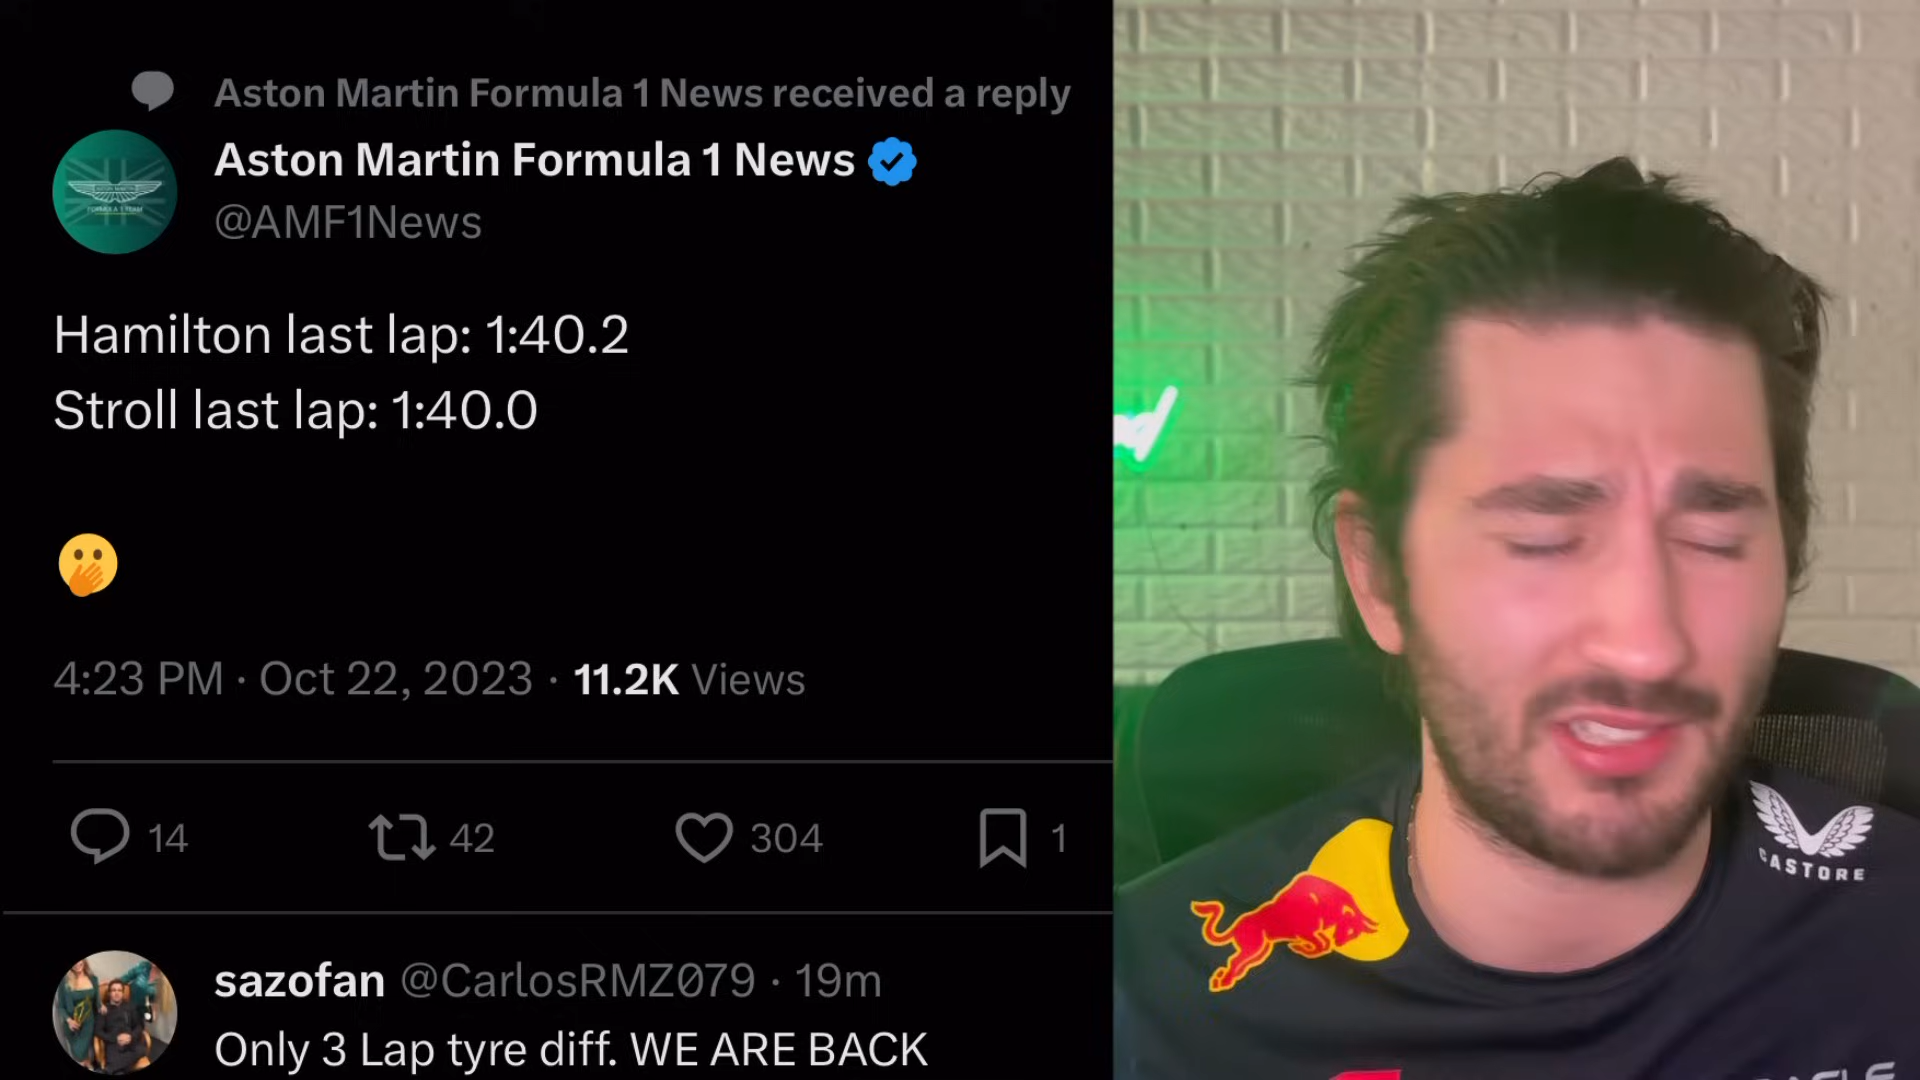 Aston Martin Formula 1 News received a reply
Aston Martin Formula 1 News
@AMF1News
Hamilton last lap: 1:40.2
Stroll last lap: 1:40.0
4:23 PM · Oct 22, 2023 · 11.2K Views
14 42 304 1
sazofan @CarlosRMZ079 · 19m
Only 3 Lap tyre diff. WE ARE BACK
CASTORE